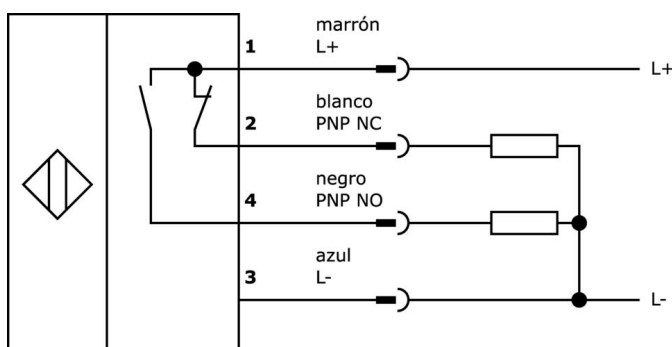 marrón
1 L+
L+
blanco
2 PNP NC
negro
4 PNP NO
azul
3 L-
L-